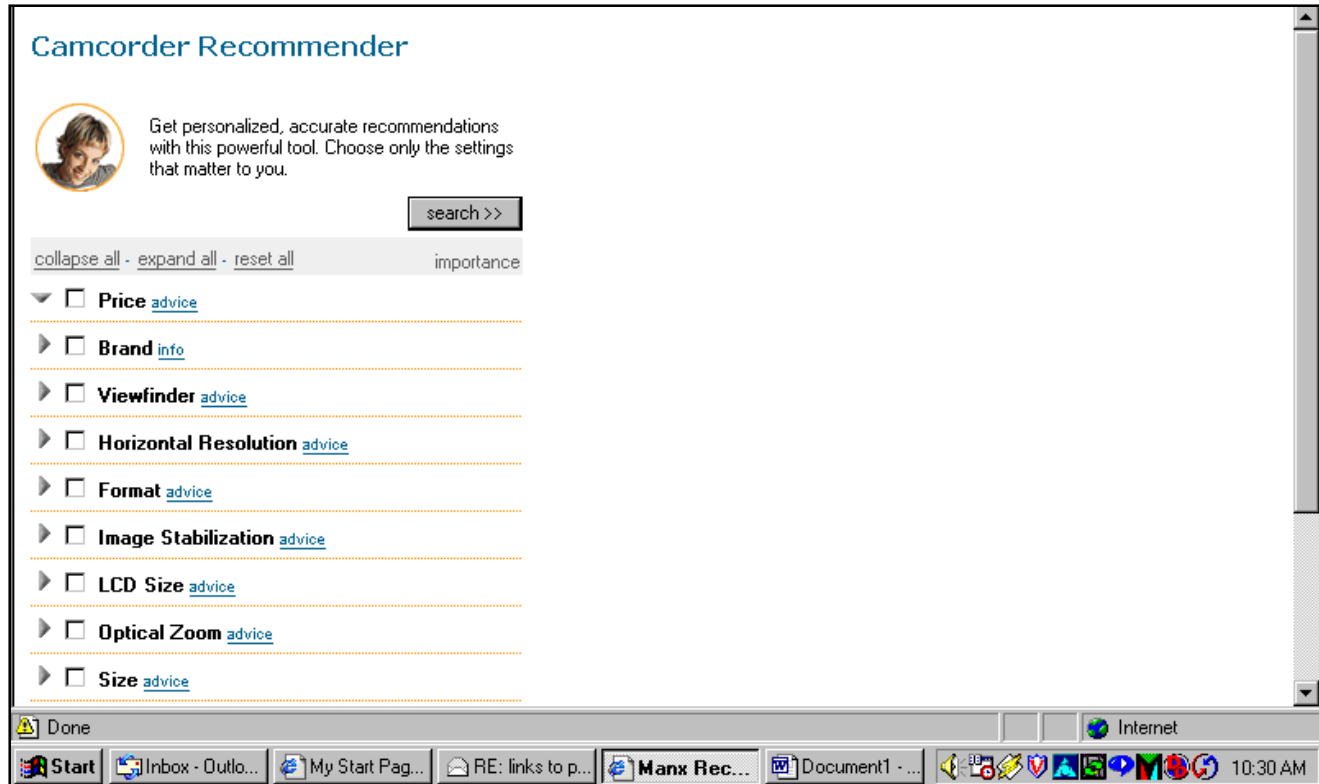 Camcorder Recommender
Get personalized, accurate recommendations
with this powerful tool. Choose only the settings
that matter to you.
search >>
collapse all - expand all - reset all importance
Price advice
Brand info
Viewfinder advice
Horizontal Resolution advice
Format advice
Image Stabilization advice
LCD Size advice
Optical Zoom advice
Size advice
Done Internet
Start Inbox - Outlo... My Start Pag... RE: links to p... Manx Rec... Document1 - ... 10:30 AM